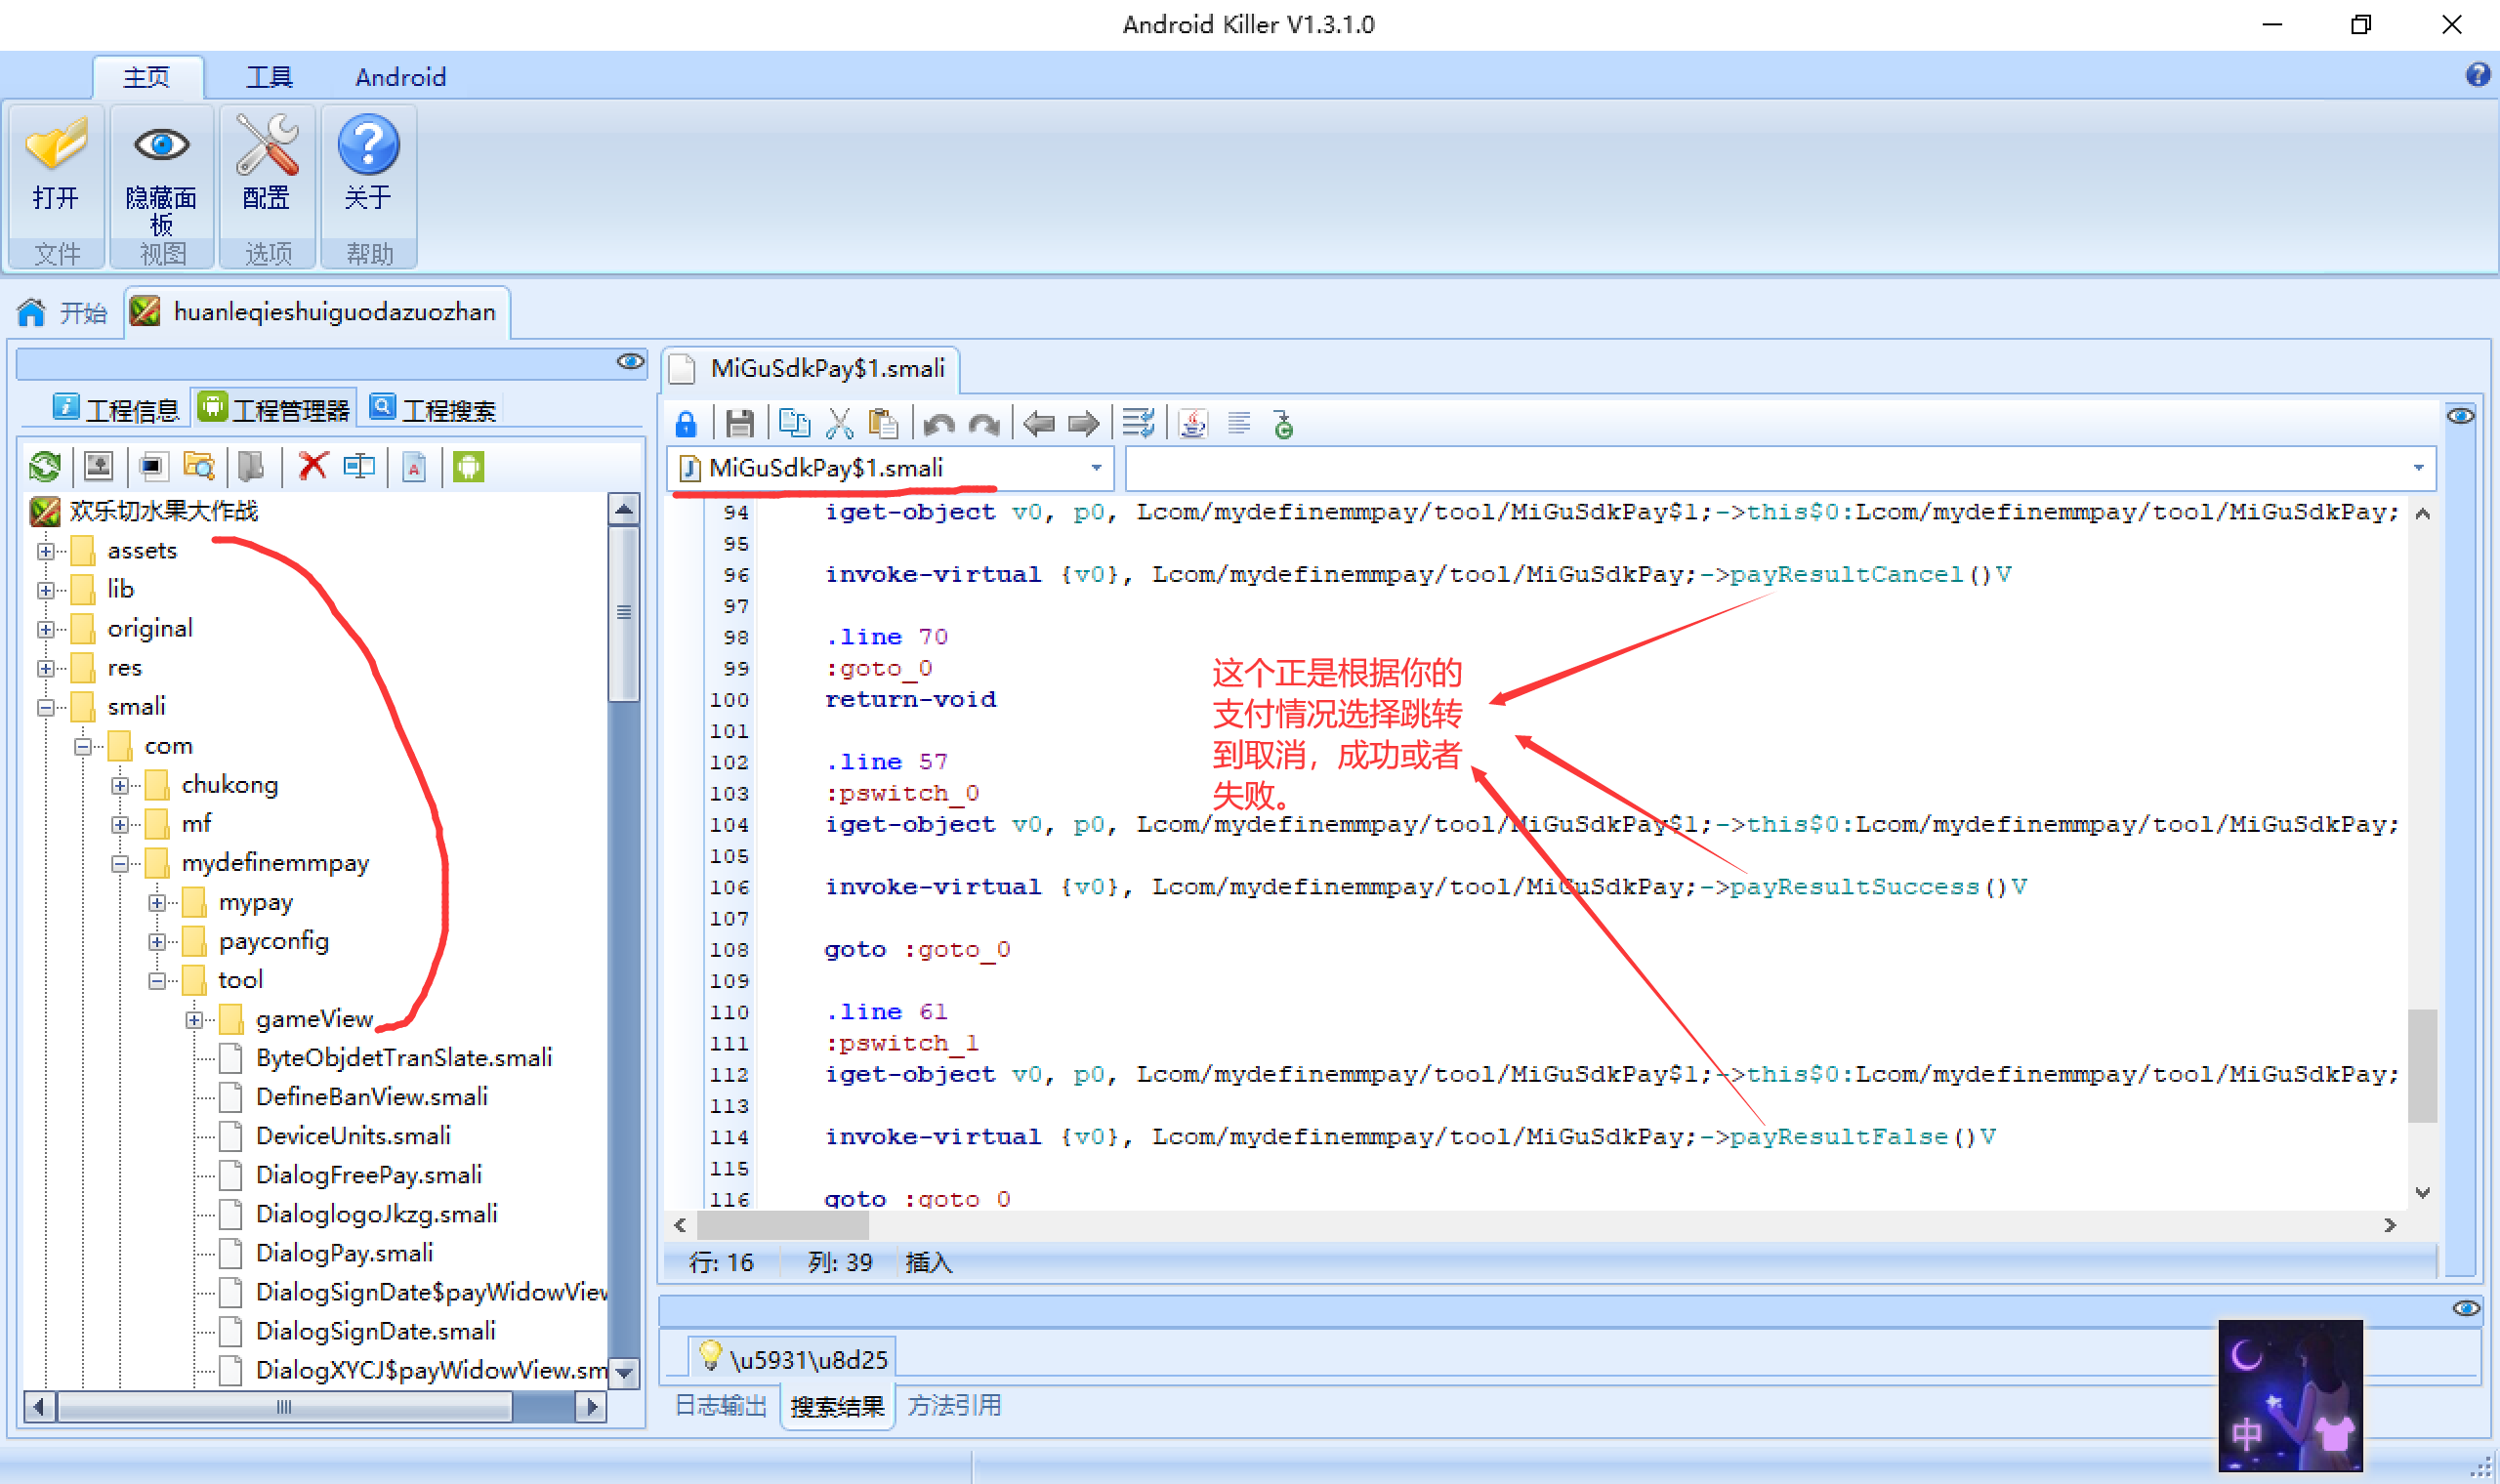 Android Killer V1.3.1.0
主页 工具 Android
打开 隐藏面板 配置 关于
文件 视图 选项 帮助
开始 huanleqieshuiguodazuozhan
工程信息 工程管理器 工程搜索
欢乐切水果大作战
assets
lib
original
res
smali
com
chukong
mf
mydefinemmpay
mypay
payconfig
tool
gameView
ByteObjdetTranSlate.smali
DefineBanView.smali
DeviceUnits.smali
DialogFreePay.smali
DialoglogoJkzg.smali
DialogPay.smali
DialogSignDate$payWidowView
DialogSignDate.smali
DialogXYCJ$payWidowView.sm
MiGuSdkPay$1.smali
MiGuSdkPay$1.smali
94 iget-object v0, p0, Lcom/mydefinemmpay/tool/MiGuSdkPay$1;->this$0:Lcom/mydefinemmpay/tool/MiGuSdkPay;
95
96 invoke-virtual {v0}, Lcom/mydefinemmpay/tool/MiGuSdkPay;->payResultCancel()V
97
98 .line 70
99 :goto_0
100 return-void
101
102 .line 57
103 :pswitch_0
104 iget-object v0, p0, Lcom/mydefinemmpay/tool/MiGuSdkPay$1;->this$0:Lcom/mydefinemmpay/tool/MiGuSdkPay;
105
106 invoke-virtual {v0}, Lcom/mydefinemmpay/tool/MiGuSdkPay;->payResultSuccess()V
107
108 goto :goto_0
109
110 .line 61
111 :pswitch_1
112 iget-object v0, p0, Lcom/mydefinemmpay/tool/MiGuSdkPay$1;->this$0:Lcom/mydefinemmpay/tool/MiGuSdkPay;
113
114 invoke-virtual {v0}, Lcom/mydefinemmpay/tool/MiGuSdkPay;->payResultFalse()V
115
116 goto :goto_0
这个正是根据你的
支付情况选择跳转
到取消，成功或者
失败。
行: 16 列: 39 插入
\u5931\u8d25
日志输出 搜索结果 方法引用
中